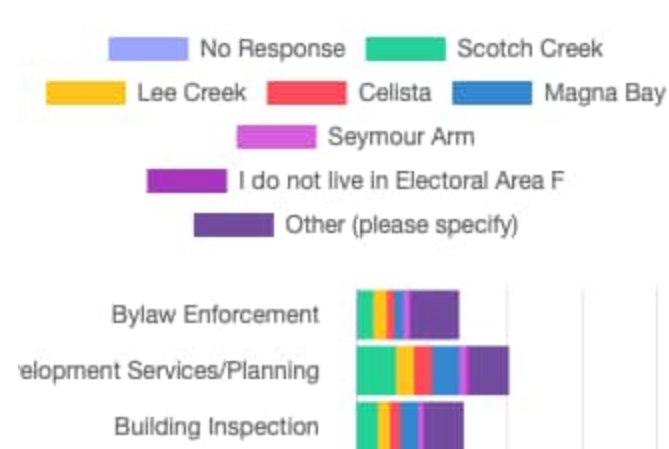 No Response Scotch Creek
Lee Creek Celista Magna Bay
Seymour Arm
I do not live in Electoral Area F
Other (please specify)
Bylaw Enforcement
velopment Services/Planning
Building Inspection